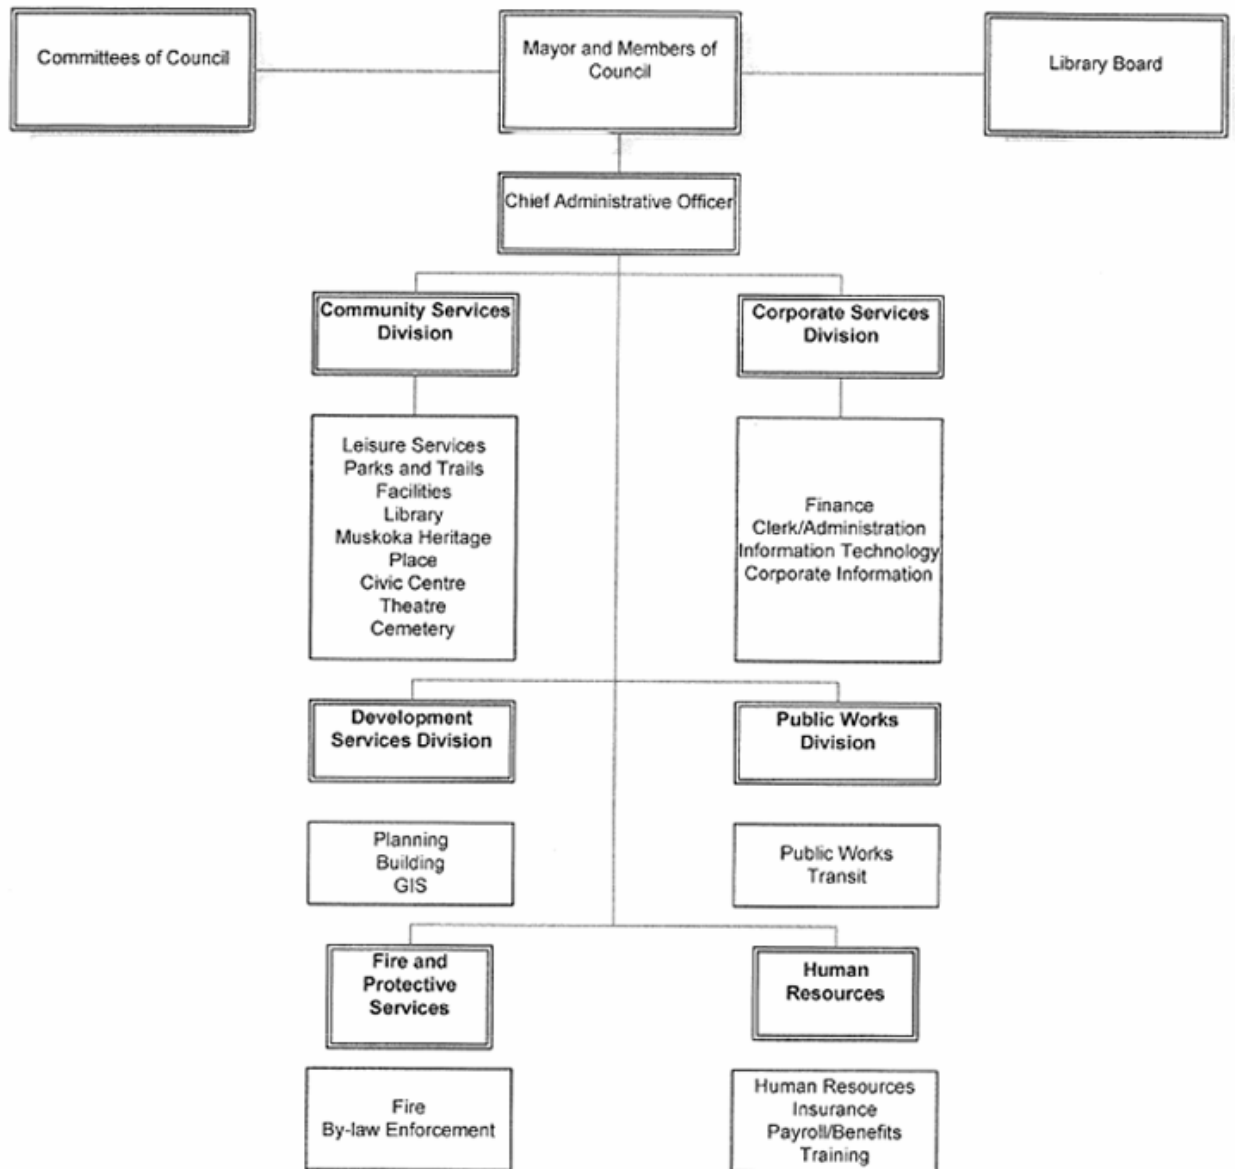 Committees of Council
Mayor and Members of
Council
Library Board
Chief Administrative Officer
Community Services
Division
Corporate Services
Division
Leisure Services
Parks and Trails
Facilities
Library
Muskoka Heritage
Place
Civic Centre
Theatre
Cemetery
Finance
Clerk/Administration
Information Technology
Corporate Information
Development
Services Division
Public Works
Division
Planning
Building
GIS
Public Works
Transit
Fire and
Protective
Services
Human
Resources
Fire
By-law Enforcement
Human Resources
Insurance
Payroll/Benefits
Training